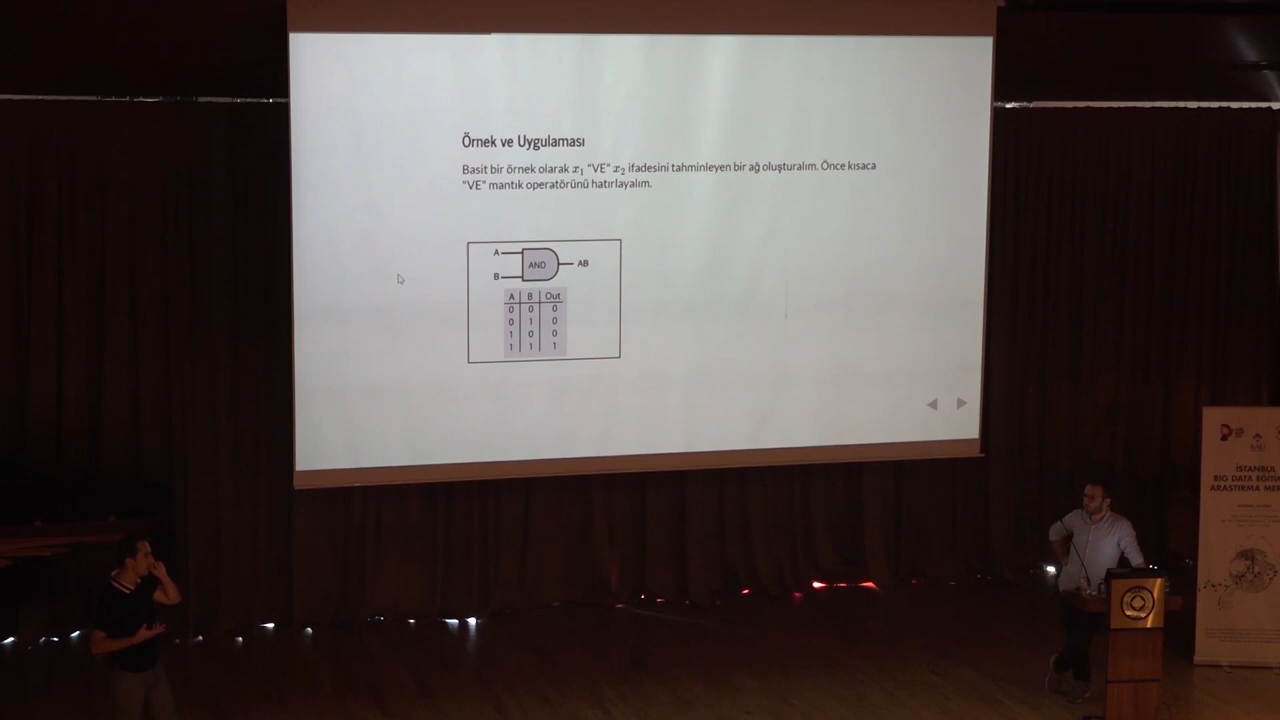 Örnek ve Uygulaması
Basit bir örnek olarak x₁ "VE" x₂ ifadesini tahminleyen bir ağ oluşturalım. Önce kısaca
"VE" mantık operatörünü hatırlayalım.
A
AND
AB
B
A B Out
0 0 0
0 1 0
1 0 0
1 1 1
BAU
İSTANBUL
BIG DATA EĞİTİ
ARAŞTIRMA MER